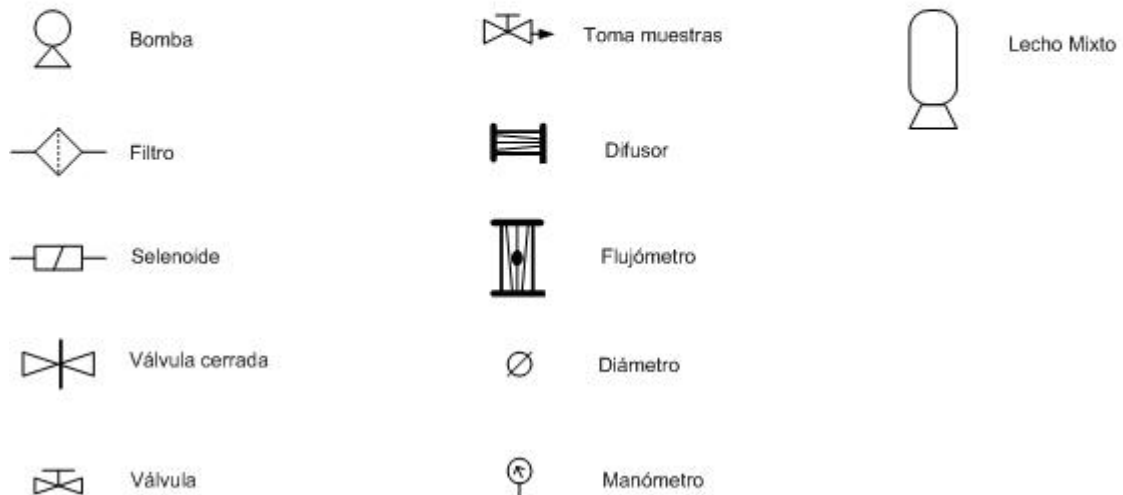 Bomba
Filtro
Selenoide
Válvula cerrada
Válvula
Toma muestras
Difusor
Flujómetro
Diámetro
Manómetro
Lecho Mixto